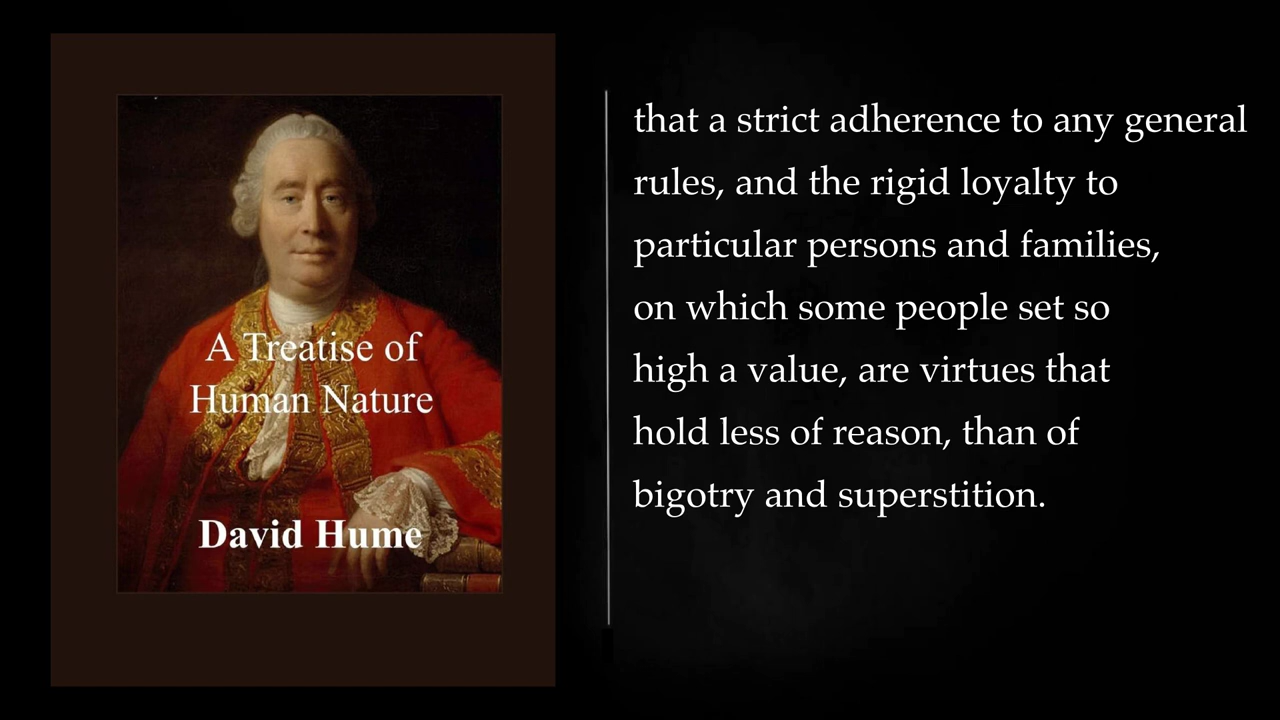 A Treatise of
Human Nature
David Hume
that a strict adherence to any general
rules, and the rigid loyalty to
particular persons and families,
on which some people set so
high a value, are virtues that
hold less of reason, than of
bigotry and superstition.